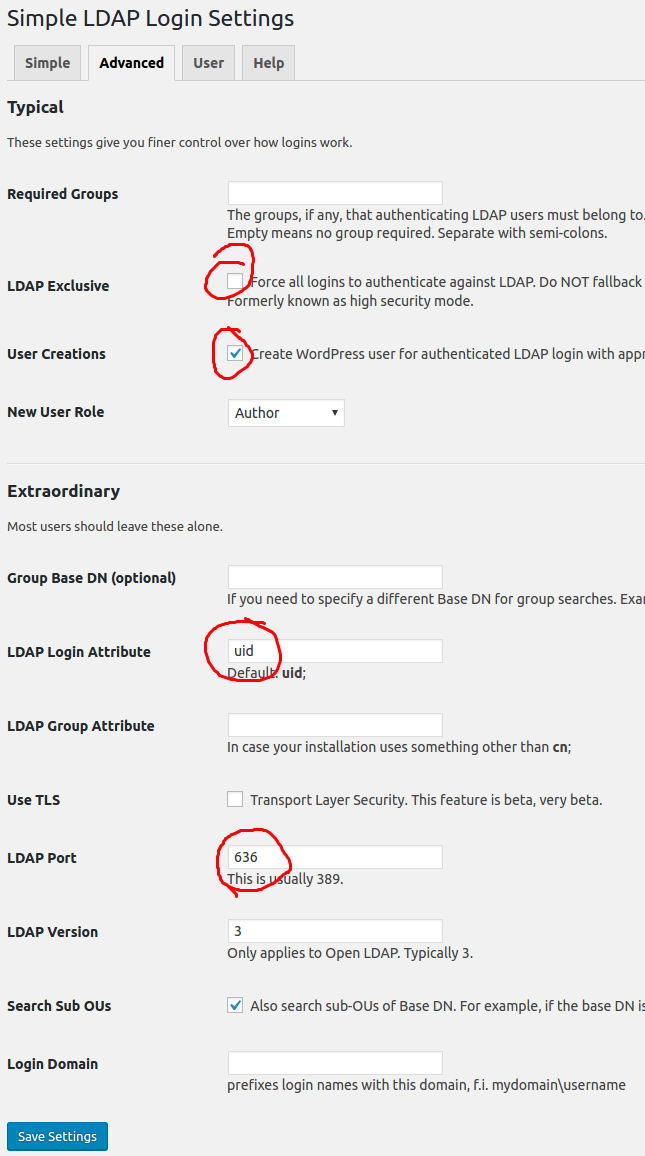 Simple LDAP Login Settings
Simple Advanced User Help
Typical
These settings give you finer control over how logins work.
Required Groups
The groups, if any, that authenticating LDAP users must belong to.
Empty means no group required. Separate with semi-colons.
LDAP Exclusive
Force all logins to authenticate against LDAP. Do NOT fallback
Formerly known as high security mode.
User Creations
Create WordPress user for authenticated LDAP login with appr
New User Role
Author
Extraordinary
Most users should leave these alone.
Group Base DN (optional)
If you need to specify a different Base DN for group searches. Exa
LDAP Login Attribute
uid
Default: uid;
LDAP Group Attribute
In case your installation uses something other than cn;
Use TLS
Transport Layer Security. This feature is beta, very beta.
LDAP Port
636
This is usually 389.
LDAP Version
3
Only applies to Open LDAP. Typically 3.
Search Sub OUs
Also search sub-OUs of Base DN. For example, if the base DN is
Login Domain
prefixes login names with this domain, f.i. mydomain\username
Save Settings